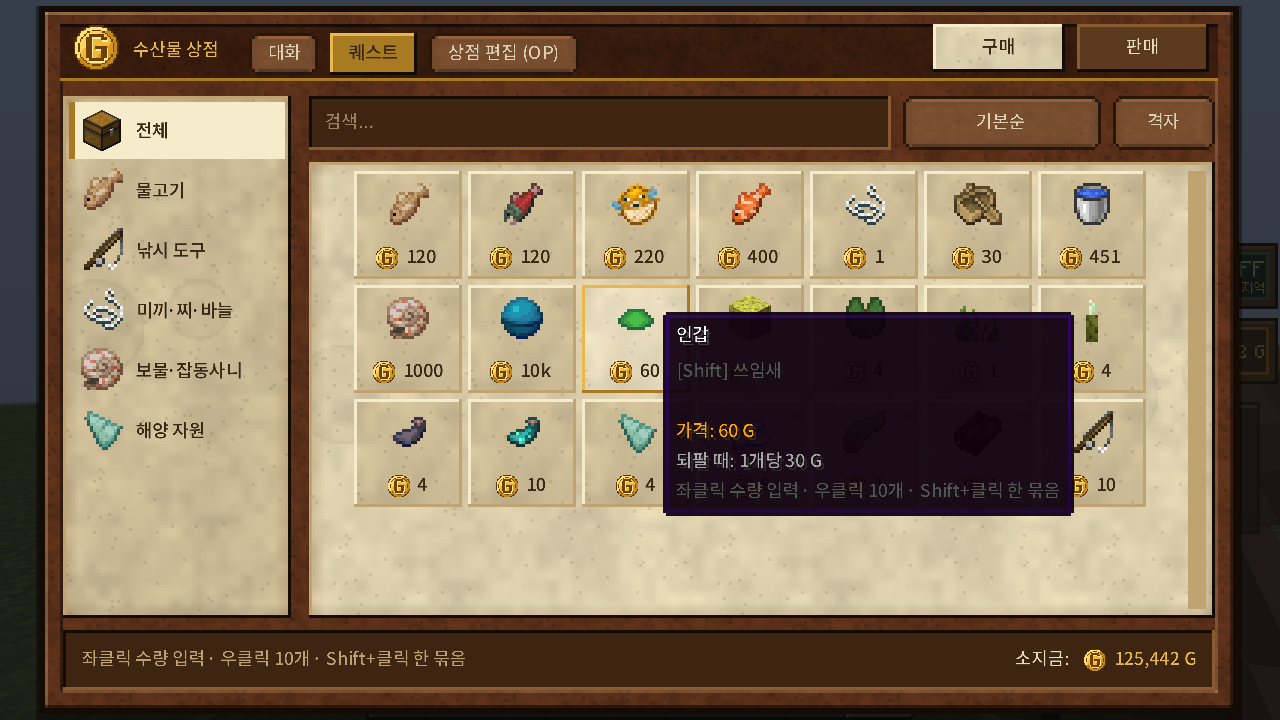 수산물 상점
대화
퀘스트
상점 편집 (OP)
구매
판매
전체
물고기
낚시 도구
미끼·찌·바늘
보물·잡동사니
해양 자원
검색...
기본순
격자
120
120
220
400
1
30
451
1000
10k
60
4
1
4
4
10
4
10
인갑
[Shift] 쓰임새
가격: 60 G
되팔 때: 1개당 30 G
좌클릭 수량 입력 · 우클릭 10개 · Shift+클릭 한 묶음
FF
지역
G
좌클릭 수량 입력 · 우클릭 10개 · Shift+클릭 한 묶음
소지금:
125,442 G